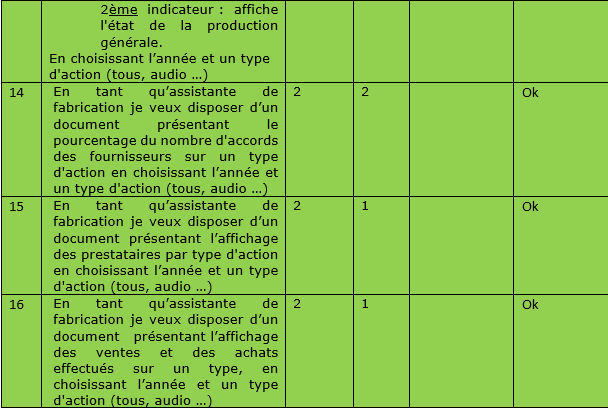 2ème indicateur : affiche
l'état de la production
générale.
En choisissant l’année et un type
d'action (tous, audio …)
14 En tant qu’assistante de 2 2 Ok
fabrication je veux disposer d’un
document présentant le
pourcentage du nombre d'accords
des fournisseurs sur un type
d'action en choisissant l’année et
un type d'action (tous, audio …)
15 En tant qu’assistante de 2 1 Ok
fabrication je veux disposer d’un
document présentant l’affichage
des prestataires par type d'action
en choisissant l’année et un type
d'action (tous, audio …)
16 En tant qu’assistante de 2 1 Ok
fabrication je veux disposer d’un
document présentant l’affichage
des ventes et des achats
effectués sur un type, en
choisissant l’année et un type
d'action (tous, audio …)